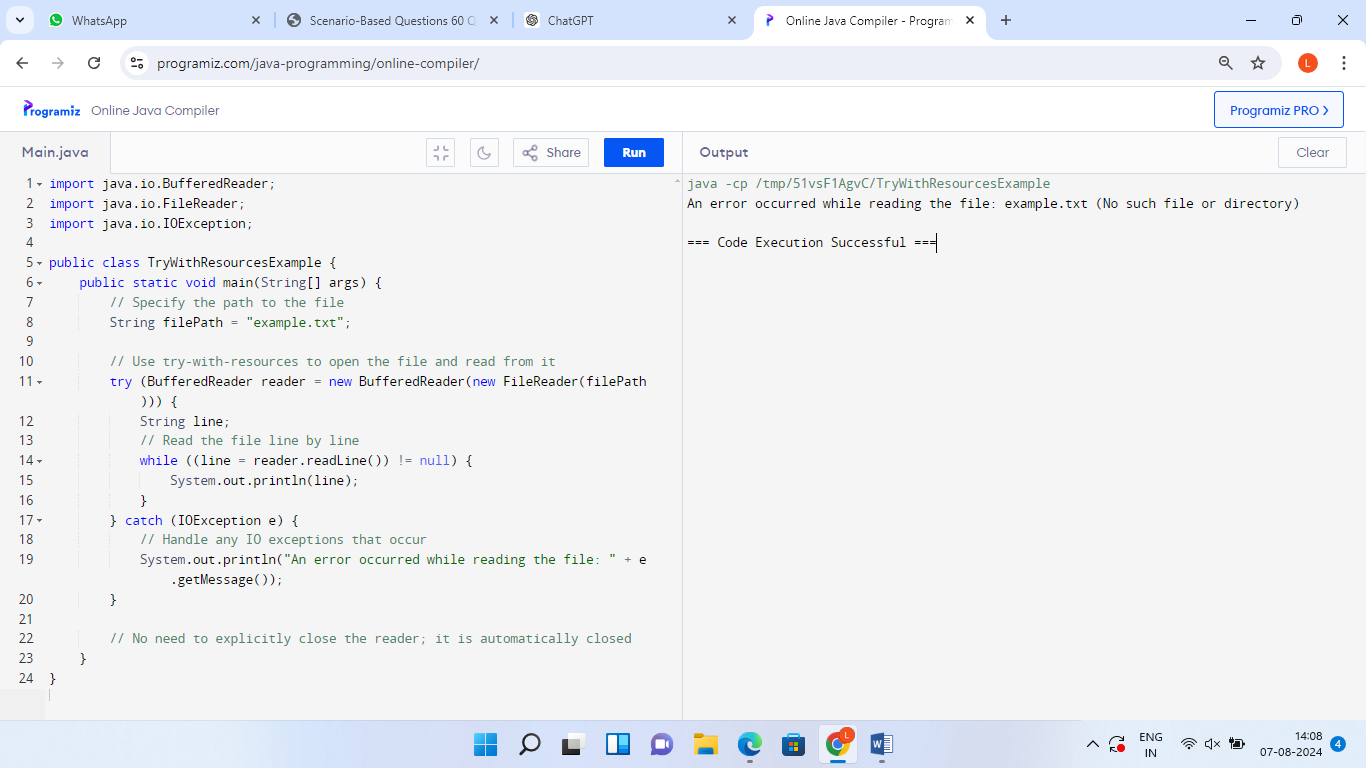 WhatsApp
Scenario-Based Questions 60 Q
ChatGPT
Online Java Compiler - Program
programiz.com/java-programming/online-compiler/
L
Programiz Online Java Compiler
Programiz PRO >
Main.java
Share
Run
Output
Clear
1 import java.io.BufferedReader;
2 import java.io.FileReader;
3 import java.io.IOException;
4
5 public class TryWithResourcesExample {
6 public static void main(String[] args) {
7 // Specify the path to the file
8 String filePath = "example.txt";
9
10 // Use try-with-resources to open the file and read from it
11 try (BufferedReader reader = new BufferedReader(new FileReader(filePath
))) {
12 String line;
13 // Read the file line by line
14 while ((line = reader.readLine()) != null) {
15 System.out.println(line);
16 }
17 } catch (IOException e) {
18 // Handle any IO exceptions that occur
19 System.out.println("An error occurred while reading the file: " + e
.getMessage());
20 }
21
22 // No need to explicitly close the reader; it is automatically closed
23 }
24 }
java -cp /tmp/51vsF1AgvC/TryWithResourcesExample
An error occurred while reading the file: example.txt (No such file or directory)
=== Code Execution Successful ===
L
ENG
IN
14:08
07-08-2024
4